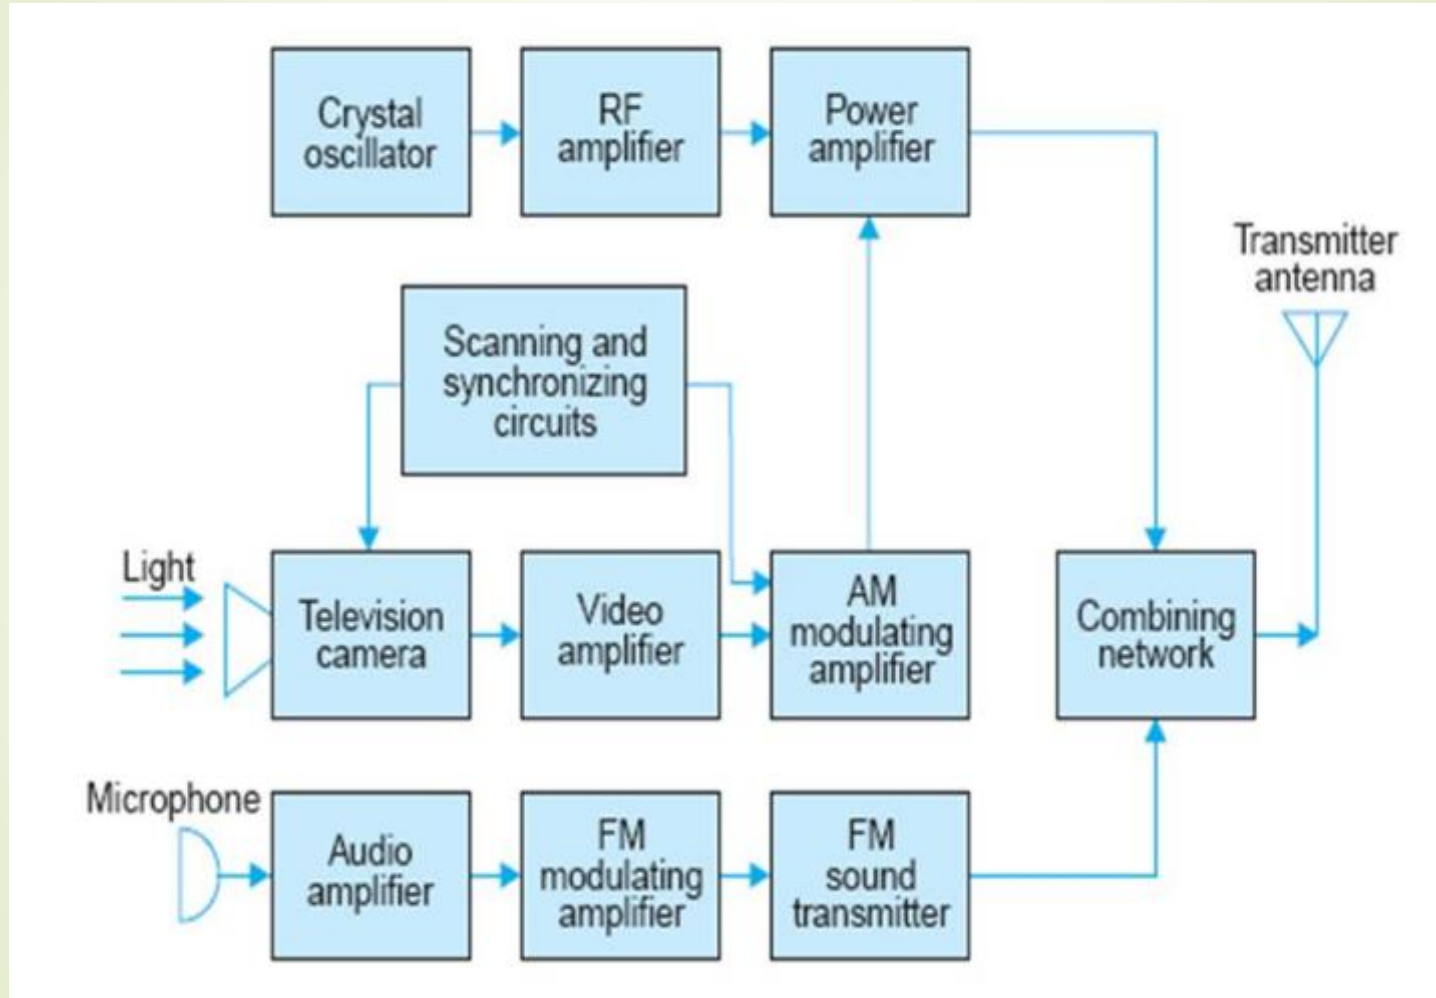 Crystal
oscillator
RF
amplifier
Power
amplifier
Transmitter
antenna
Scanning and
synchronizing
circuits
Light
Television
camera
Video
amplifier
AM
modulating
amplifier
Combining
network
Microphone
Audio
amplifier
FM
modulating
amplifier
FM
sound
transmitter